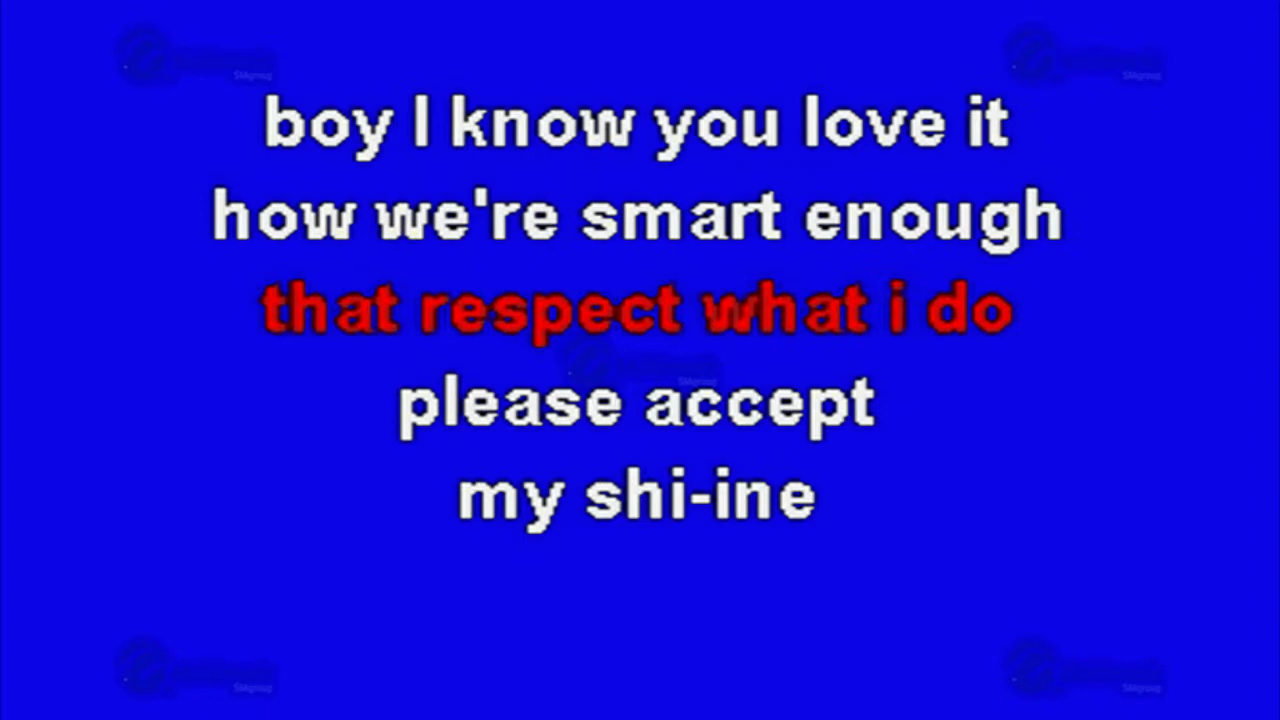 boy I know you love it
how we're smart enough
that respect what i do
please accept
my shi-ine